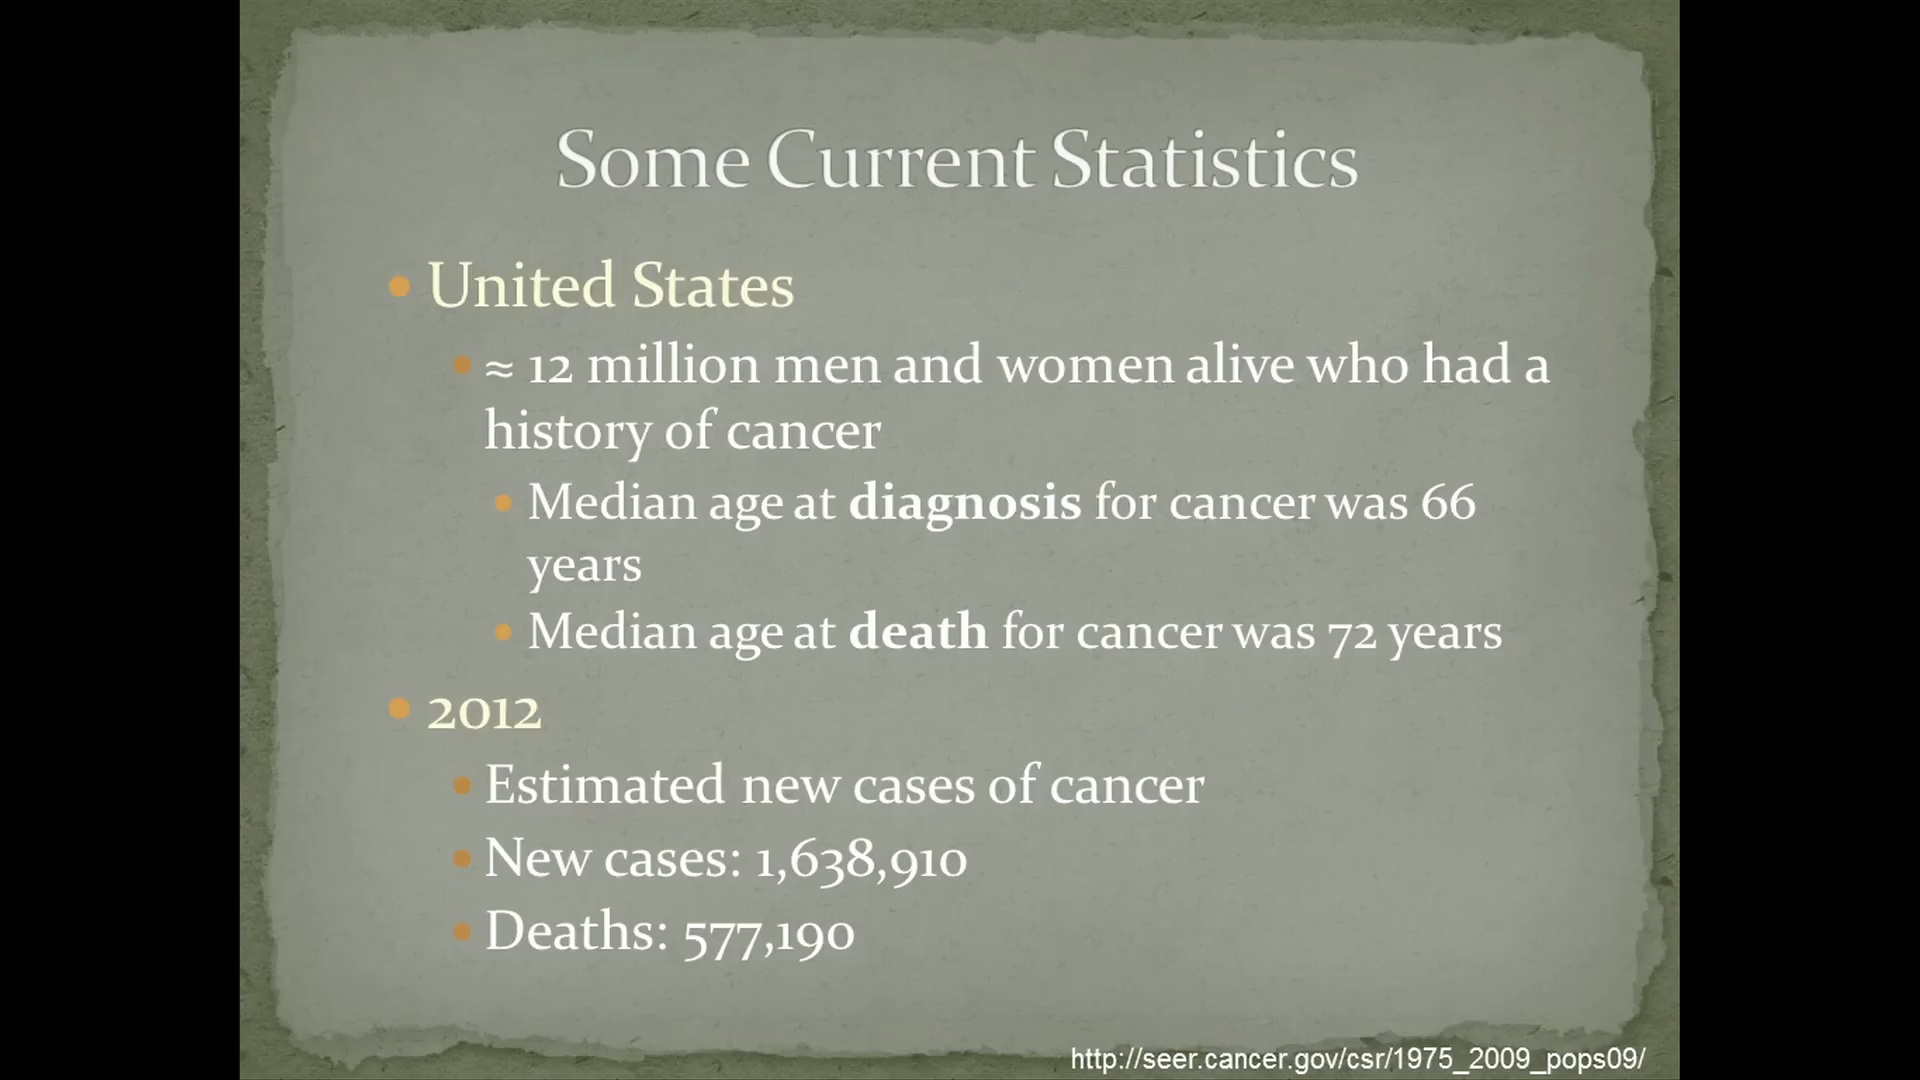 Some Current Statistics
• United States
• ≈ 12 million men and women alive who had a
history of cancer
• Median age at diagnosis for cancer was 66
years
• Median age at death for cancer was 72 years
• 2012
• Estimated new cases of cancer
• New cases: 1,638,910
• Deaths: 577,190
http://seer.cancer.gov/csr/1975_2009_pops09/